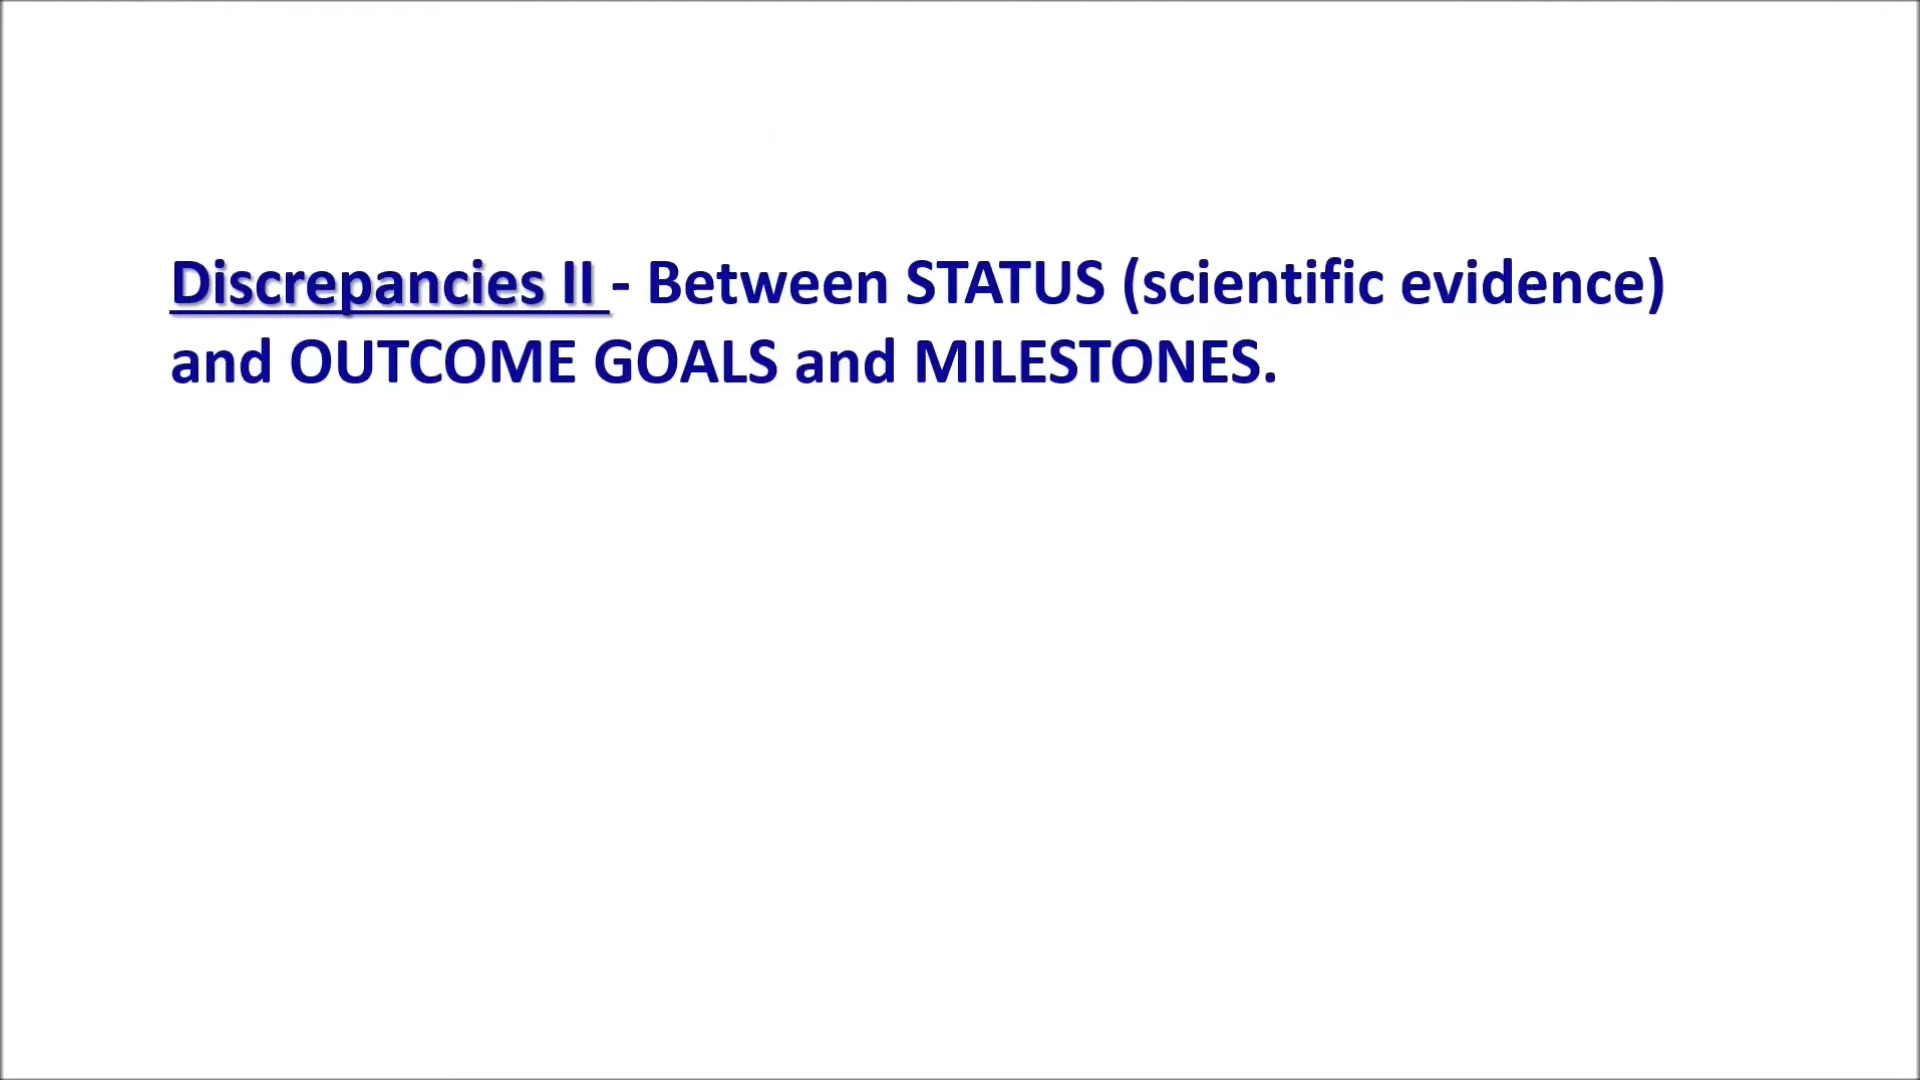 Discrepancies II - Between STATUS (scientific evidence)
and OUTCOME GOALS and MILESTONES.